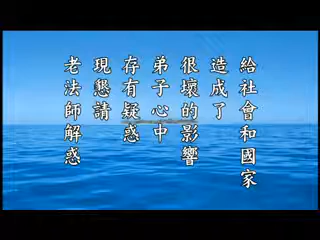 給社會和國家
造成了
很壞的影響
弟子心中
存有疑惑
現懇請
老法師解惑